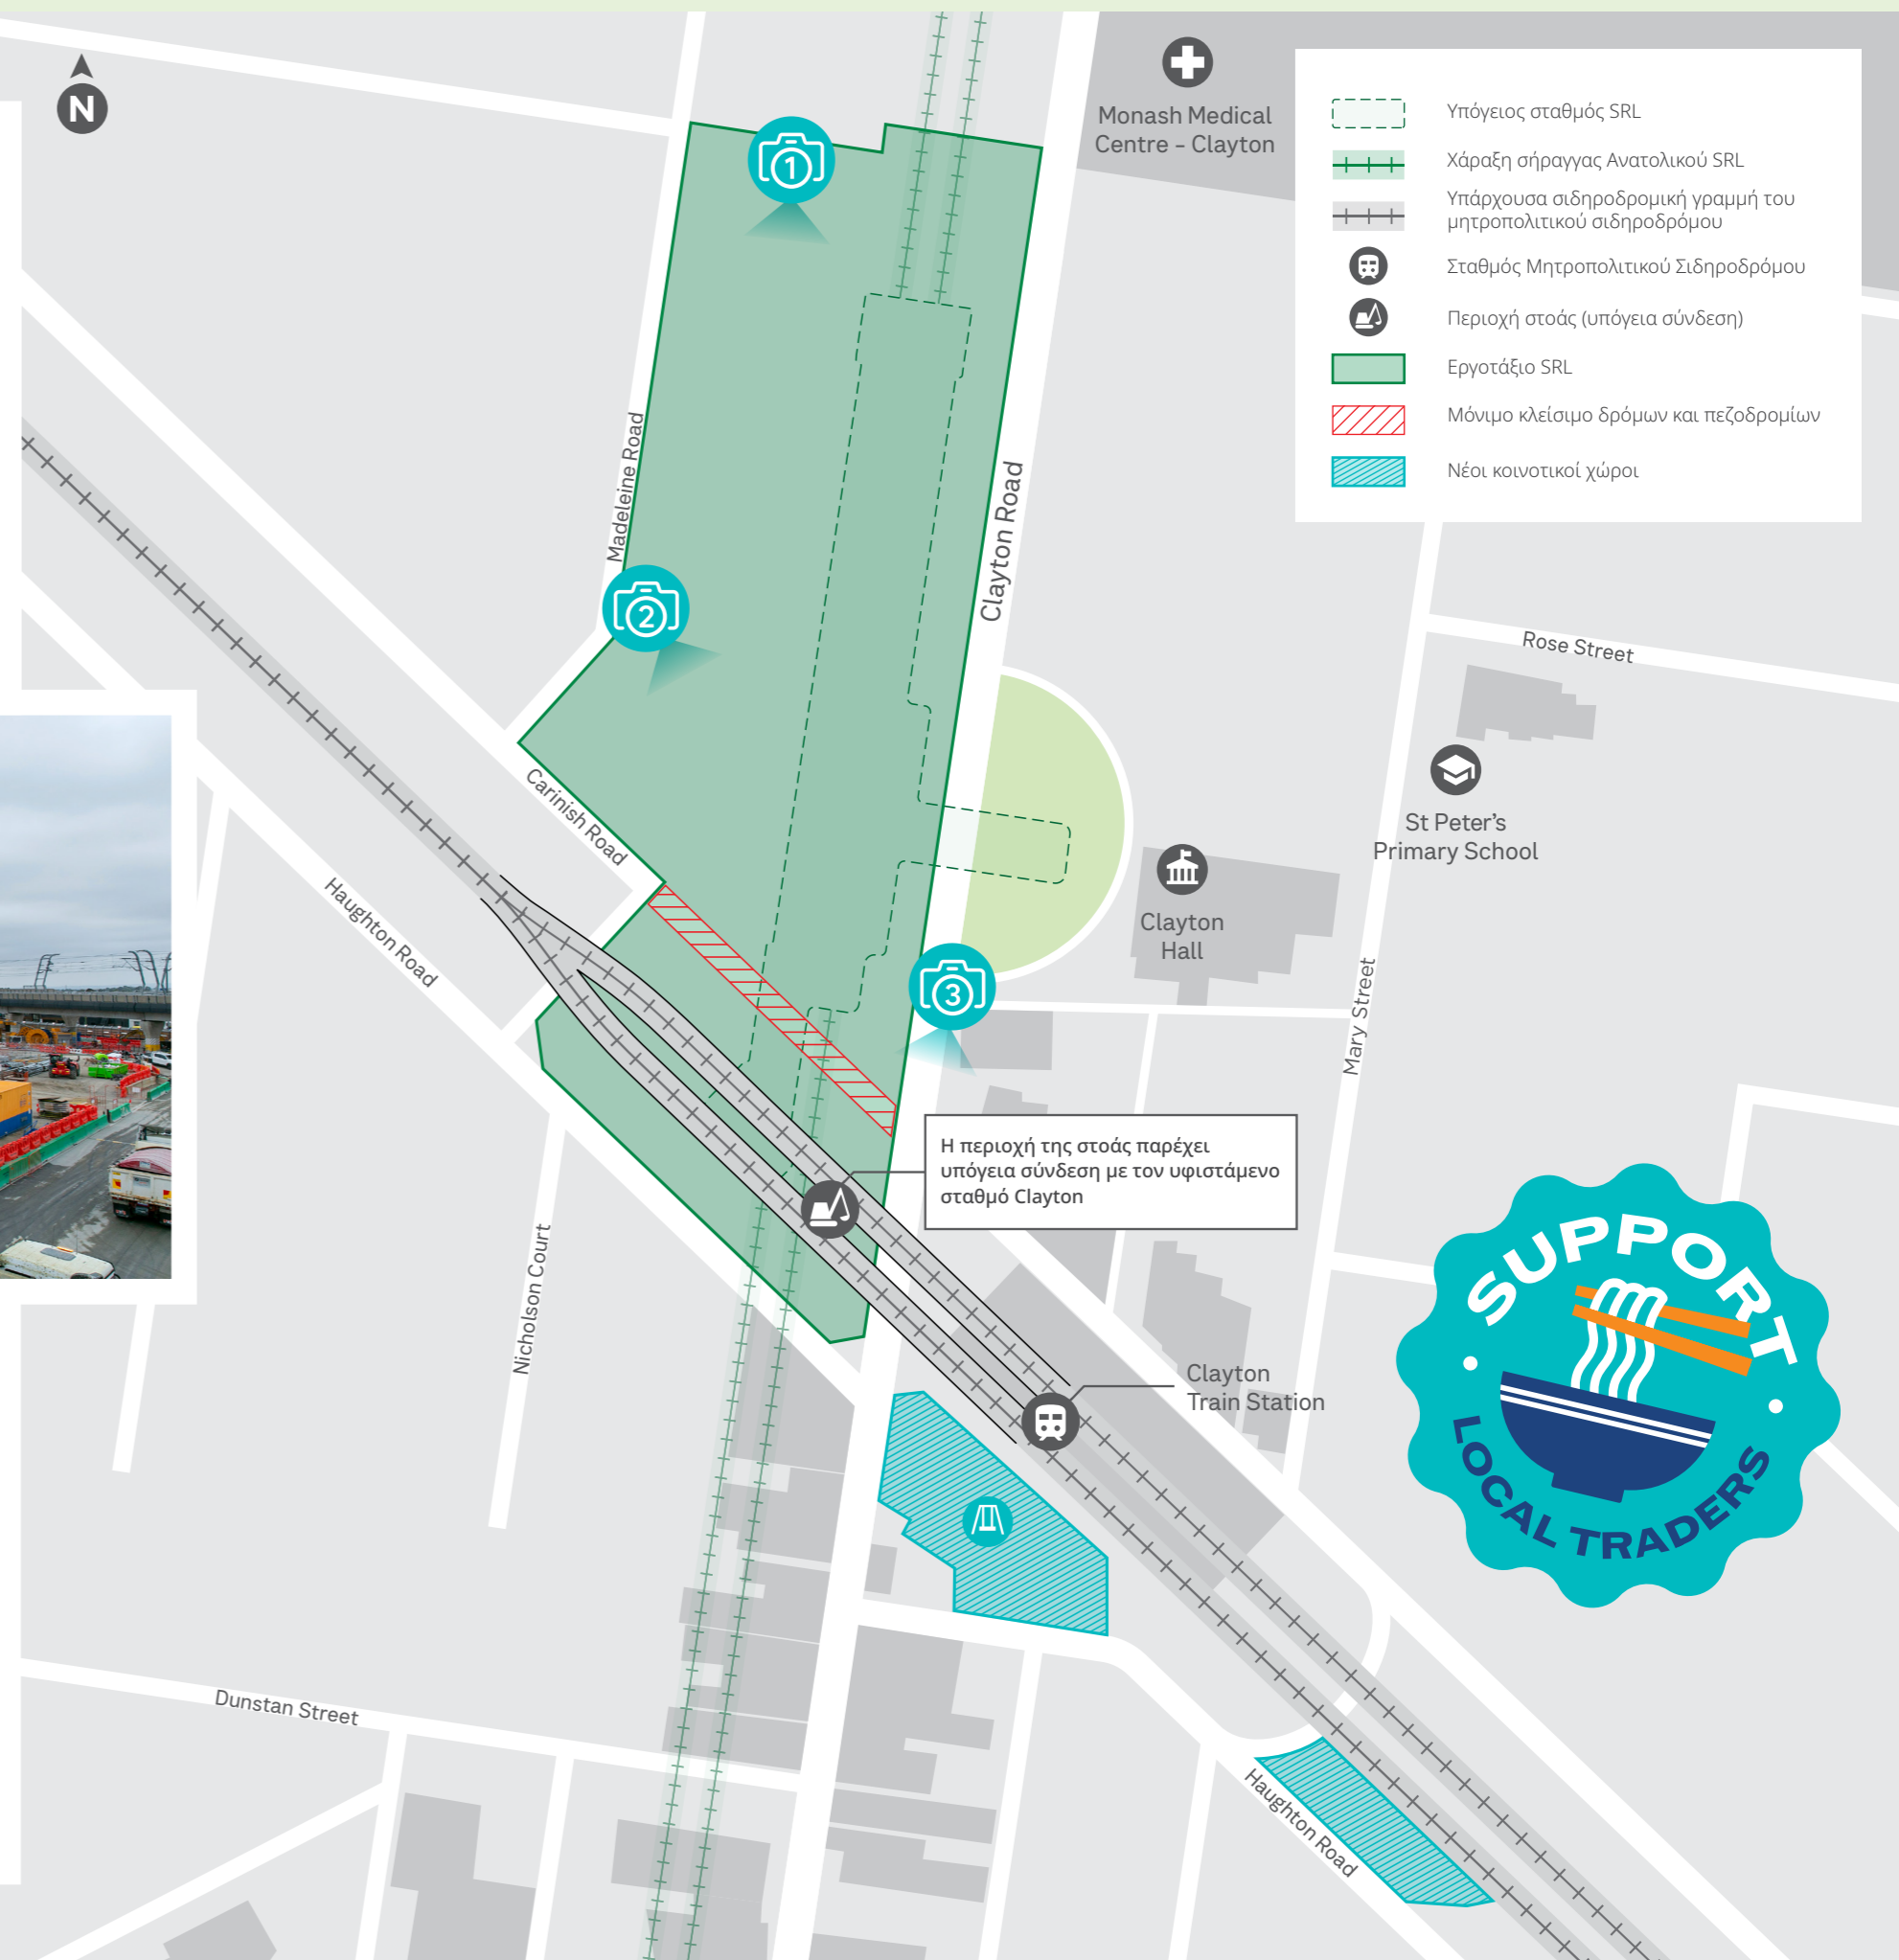 N
Monash Medical
Centre – Clayton
Υπόγειος σταθμός SRL
Χάραξη σήραγγας Ανατολικού SRL
Υπάρχουσα σιδηροδρομική γραμμή του
μητροπολιτικού σιδηροδρόμου
Σταθμός Μητροπολιτικού Σιδηροδρόμου
Περιοχή στοάς (υπόγεια σύνδεση)
Εργοτάξιο SRL
Μόνιμο κλείσιμο δρόμων και πεζοδρομίων
Νέοι κοινοτικοί χώροι
1
Madeleine Road
Clayton Road
2
Rose Street
St Peter's
Primary School
Carinish Road
Haughton Road
Clayton
Hall
3
Mary Street
Η περιοχή της στοάς παρέχει
υπόγεια σύνδεση με τον υφιστάμενο
σταθμό Clayton
Nicholson Court
Clayton
Train Station
SUPPORT
LOCAL TRADERS
Dunstan Street
Haughton Road